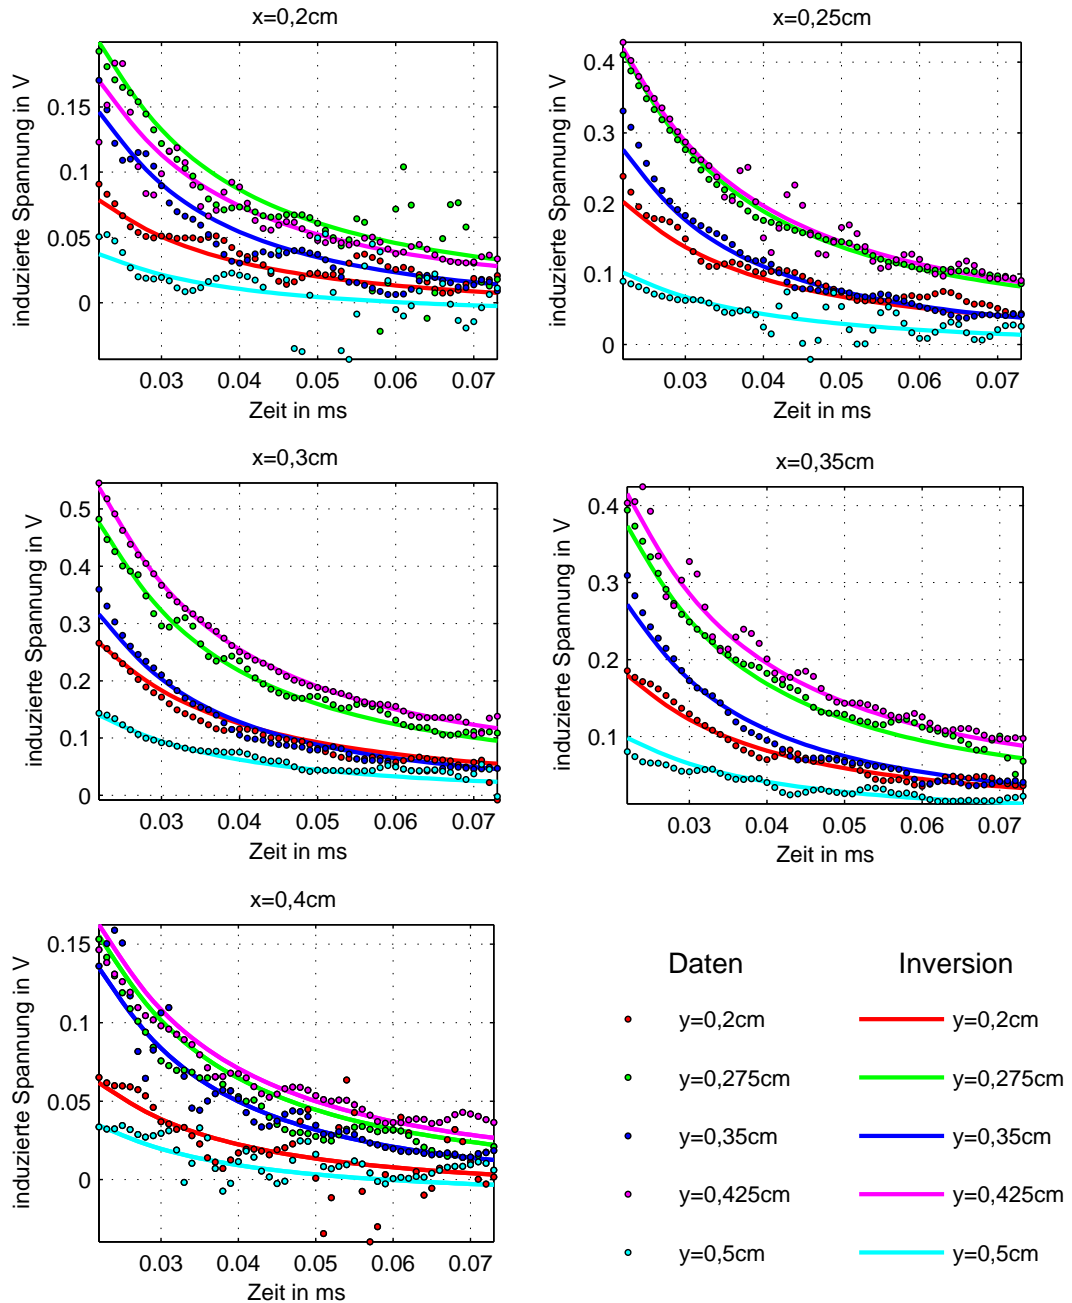 x=0,2cm
induzierte Spannung in V
0.15
0.1
0.05
0
0.03 0.04 0.05 0.06 0.07
Zeit in ms
x=0,25cm
induzierte Spannung in V
0.4
0.3
0.2
0.1
0
0.03 0.04 0.05 0.06 0.07
Zeit in ms
x=0,3cm
induzierte Spannung in V
0.5
0.4
0.3
0.2
0.1
0
0.03 0.04 0.05 0.06 0.07
Zeit in ms
x=0,35cm
induzierte Spannung in V
0.4
0.3
0.2
0.1
0.03 0.04 0.05 0.06 0.07
Zeit in ms
x=0,4cm
induzierte Spannung in V
0.15
0.1
0.05
0
0.03 0.04 0.05 0.06 0.07
Zeit in ms
Daten Inversion
y=0,2cm y=0,2cm
y=0,275cm y=0,275cm
y=0,35cm y=0,35cm
y=0,425cm y=0,425cm
y=0,5cm y=0,5cm